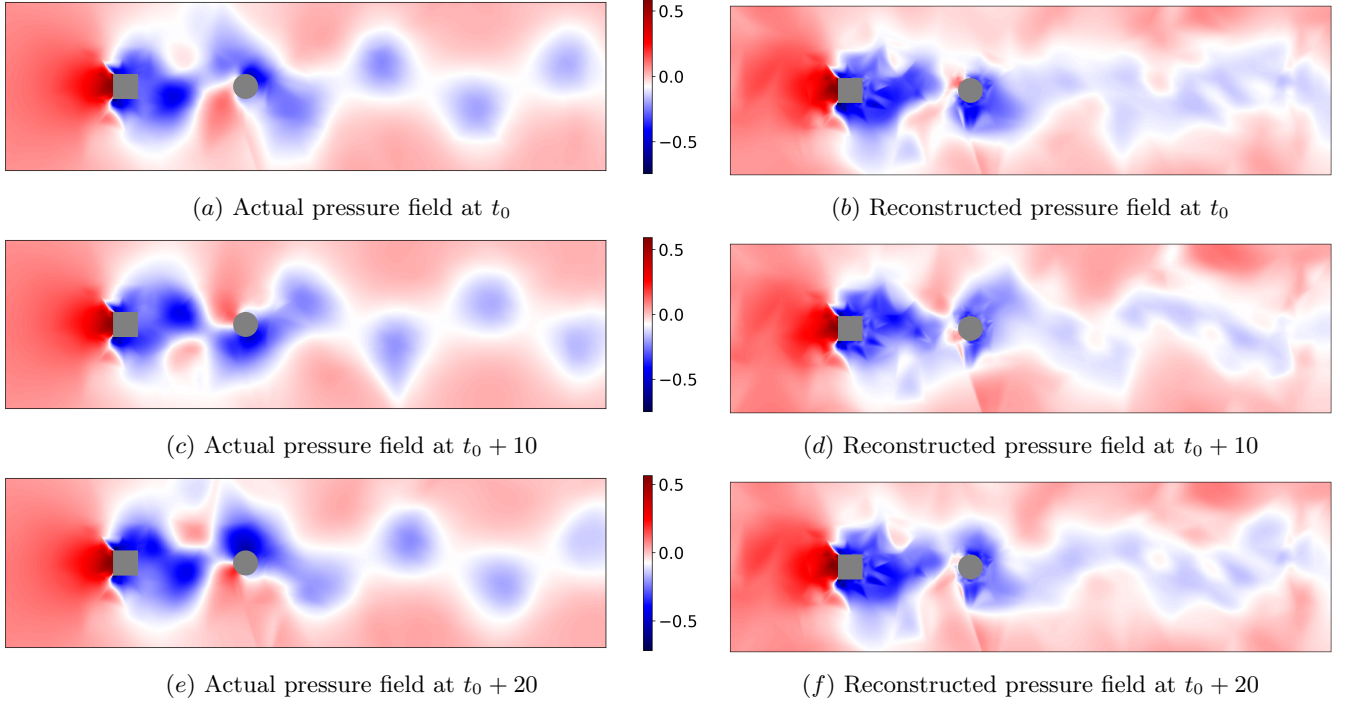 0.5
0.0
−0.5
(a) Actual pressure field at t₀
(b) Reconstructed pressure field at t₀
0.5
0.0
−0.5
(c) Actual pressure field at t₀ + 10
(d) Reconstructed pressure field at t₀ + 10
0.5
0.0
−0.5
(e) Actual pressure field at t₀ + 20
(f) Reconstructed pressure field at t₀ + 20